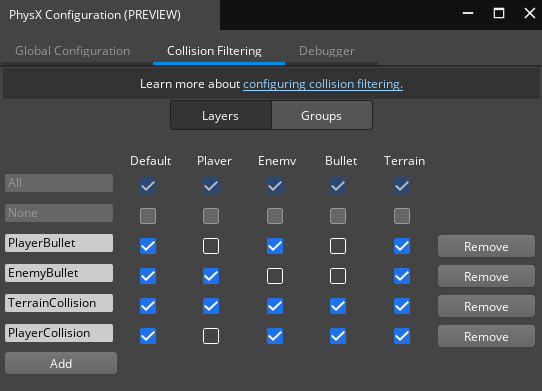 PhysX Configuration (PREVIEW)
Global Configuration Collision Filtering Debugger
Learn more about configuring collision filtering.
Layers Groups
Default Player Enemy Bullet Terrain
All
None
PlayerBullet Remove
EnemyBullet Remove
TerrainCollision Remove
PlayerCollision Remove
Add